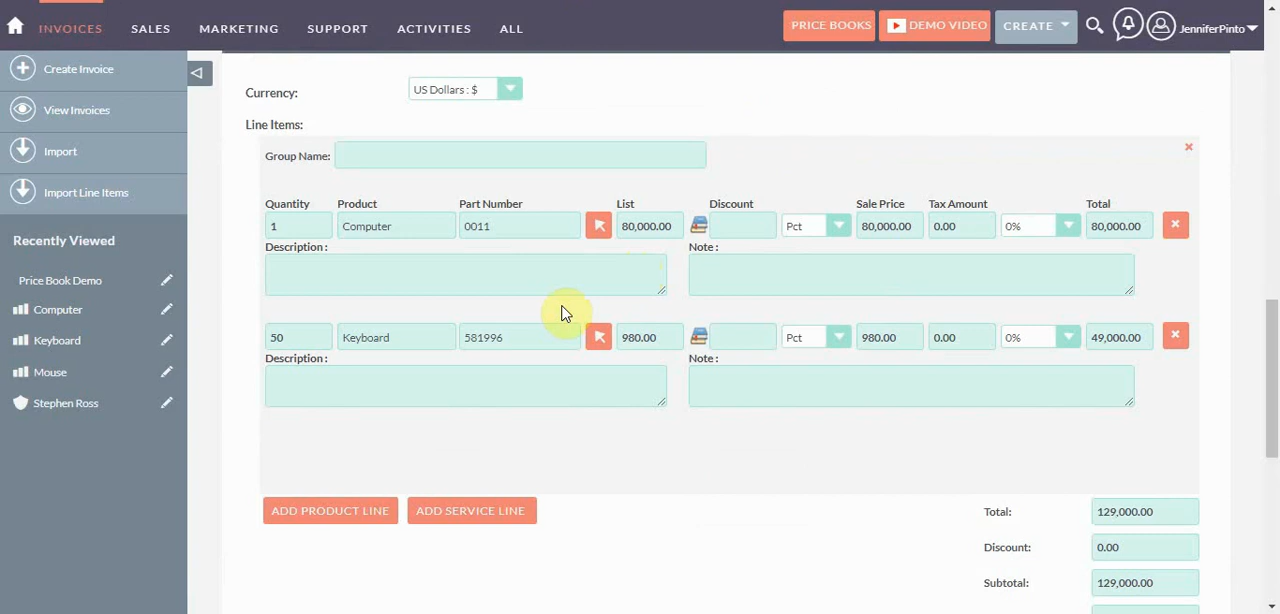 INVOICES SALES MARKETING SUPPORT ACTIVITIES ALL PRICE BOOKS DEMO VIDEO CREATE JenniferPinto
Create Invoice
View Invoices
Import
Import Line Items
Recently Viewed
Price Book Demo
Computer
Keyboard
Mouse
Stephen Ross
Currency: US Dollars : $
Line Items:
Group Name:
Quantity Product Part Number List Discount Sale Price Tax Amount Total
1 Computer 0011 80,000.00 Pct 80,000.00 0.00 0% 80,000.00
Description : Note :
50 Keyboard 581996 980.00 Pct 980.00 0.00 0% 49,000.00
Description : Note :
ADD PRODUCT LINE ADD SERVICE LINE
Total: 129,000.00
Discount: 0.00
Subtotal: 129,000.00